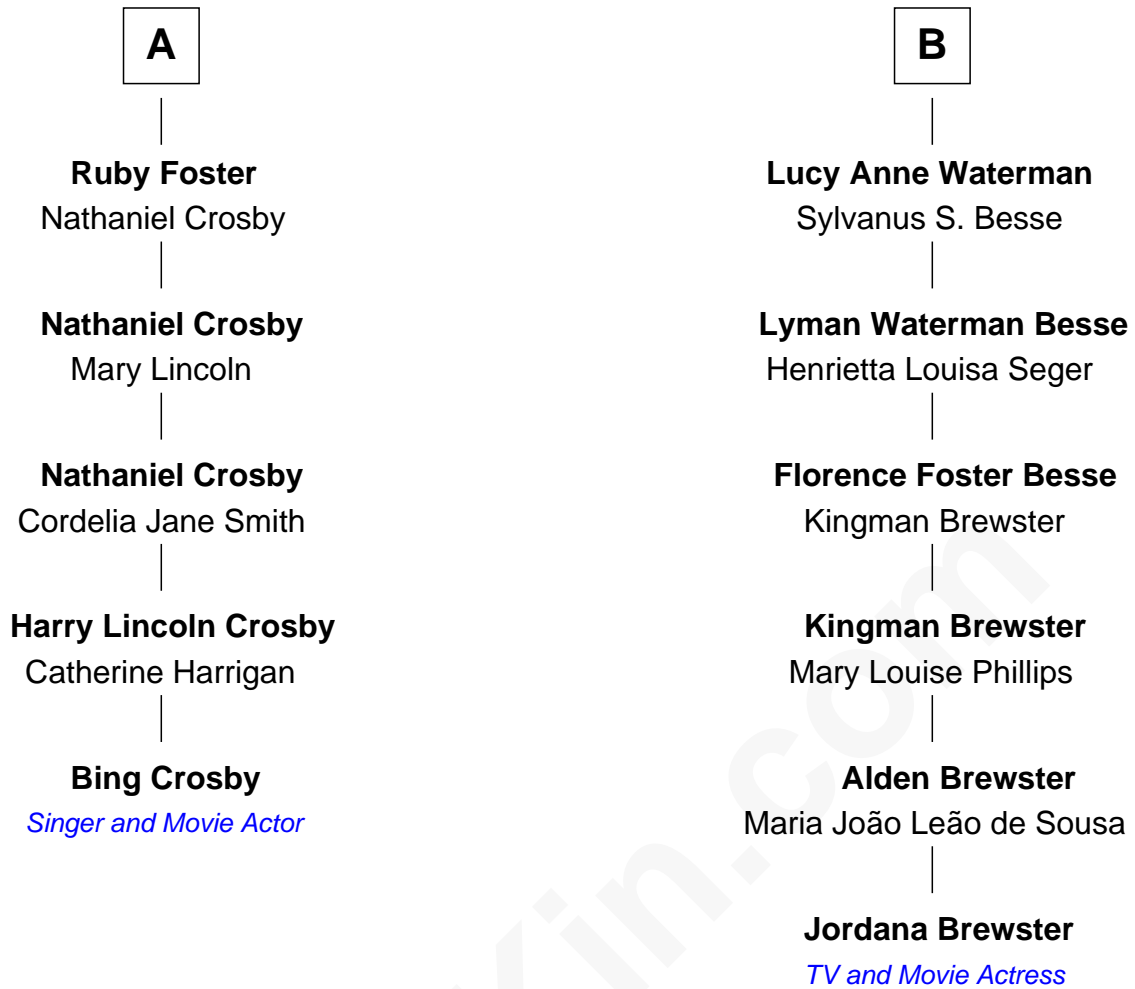 A
Ruby Foster
Nathaniel Crosby
Nathaniel Crosby
Mary Lincoln
Nathaniel Crosby
Cordelia Jane Smith
Harry Lincoln Crosby
Catherine Harrigan
Bing Crosby
Singer and Movie Actor
B
Lucy Anne Waterman
Sylvanus S. Besse
Lyman Waterman Besse
Henrietta Louisa Seger
Florence Foster Besse
Kingman Brewster
Kingman Brewster
Mary Louise Phillips
Alden Brewster
Maria João Leão de Sousa
Jordana Brewster
TV and Movie Actress
Kin.com